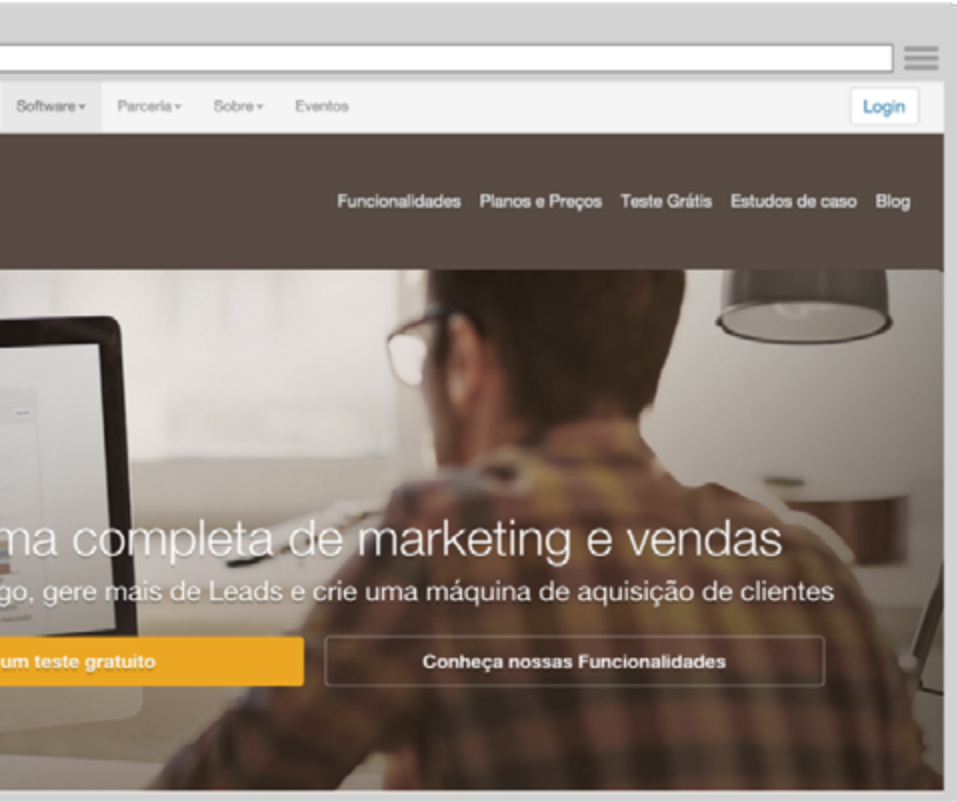 Software Parceria Sobre Eventos Login
Funcionalidades Planos e Preços Teste Grátis Estudos de caso Blog
ma completa de marketing e vendas
go, gere mais de Leads e crie uma máquina de aquisição de clientes
um teste gratuito Conheça nossas Funcionalidades